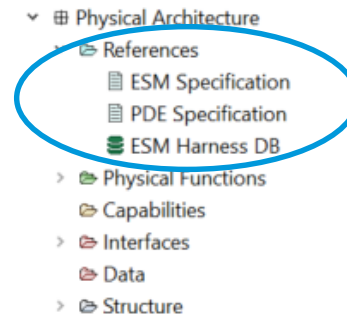 Physical Architecture
References
ESM Specification
PDE Specification
ESM Harness DB
Physical Functions
Capabilities
Interfaces
Data
Structure